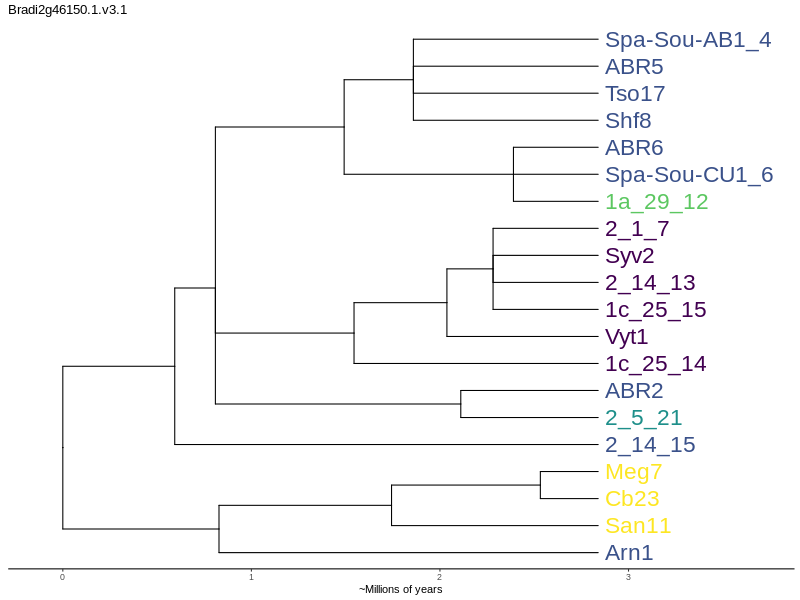 Bradi2g46150.1.v3.1
Spa-Sou-AB1_4
ABR5
Tso17
Shf8
ABR6
Spa-Sou-CU1_6
1a_29_12
2_1_7
Syv2
2_14_13
1c_25_15
Vyt1
1c_25_14
ABR2
2_5_21
2_14_15
Meg7
Cb23
San11
Arn1
0 1 2 3
~Millions of years